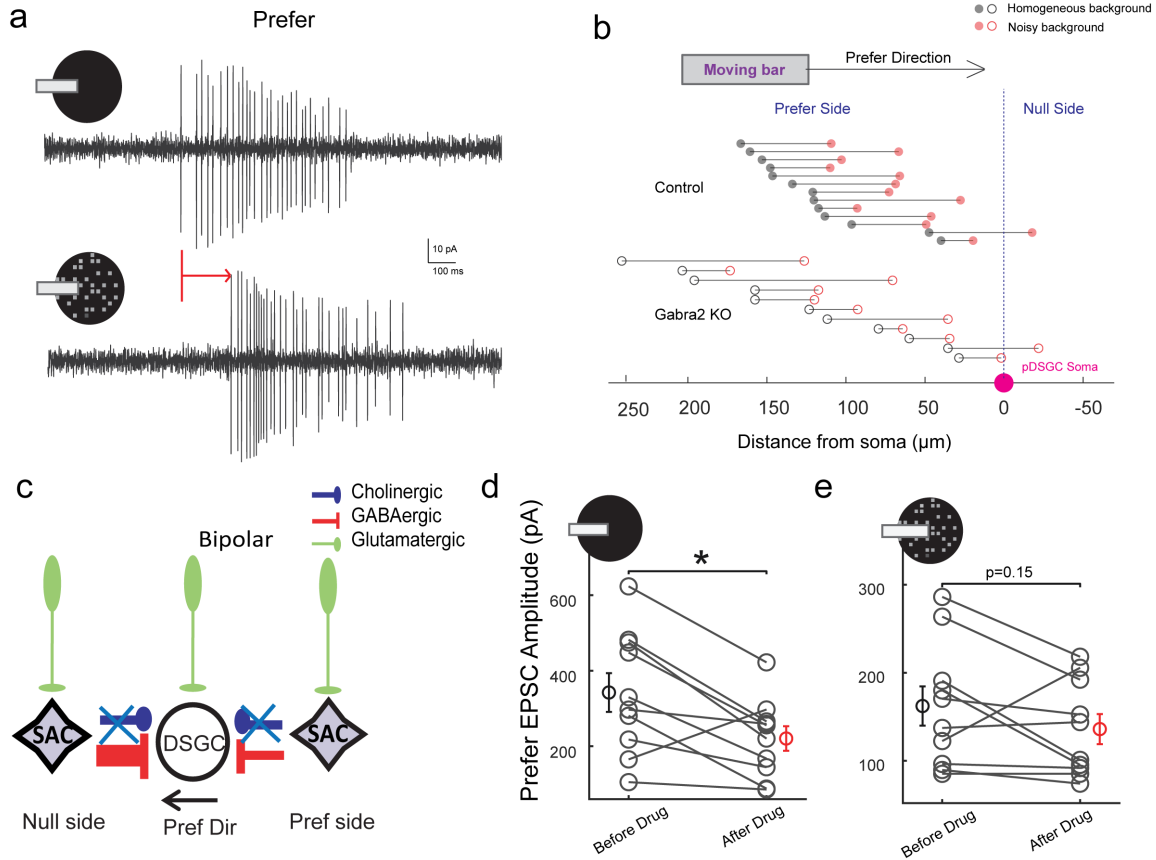 a
Prefer
10 pA
100 ms
b
Homogeneous background
Noisy background
Moving bar
Prefer Direction
Prefer Side
Null Side
Control
Gabra2 KO
pDSGC Soma
250 200 150 100 50 0 -50
Distance from soma (µm)
c
Cholinergic
GABAergic
Glutamatergic
Bipolar
SAC
DSGC
SAC
Null side
Pref Dir
Pref side
d
Prefer EPSC Amplitude (pA)
*
600
400
200
Before Drug
After Drug
e
p=0.15
300
200
100
Before Drug
After Drug